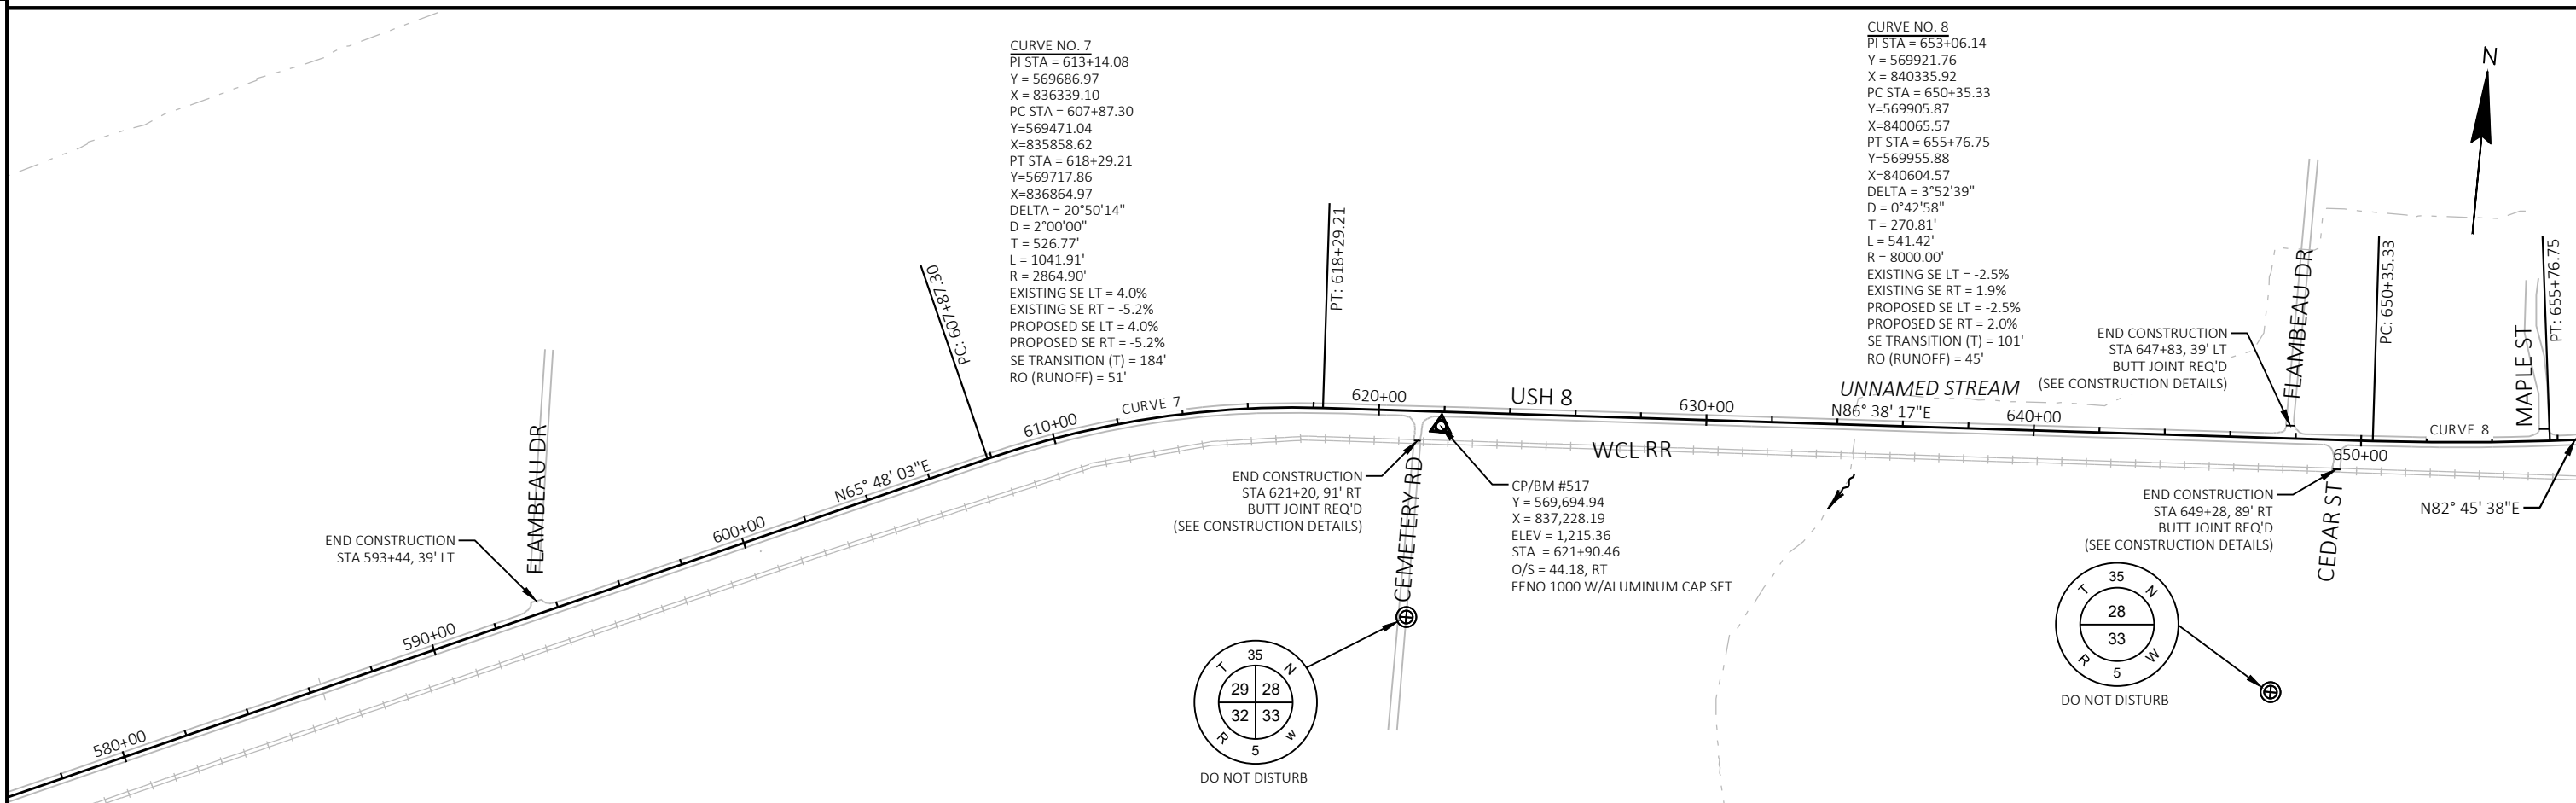 CURVE NO. 7
PI STA = 613+14.08
Y = 569686.97
X = 836339.10
PC STA = 607+87.30
Y=569471.04
X=835858.62
PT STA = 618+29.21
Y=569717.86
X=836864.97
DELTA = 20°50'14"
D = 2°00'00"
T = 526.77'
L = 1041.91'
R = 2864.90'
EXISTING SE LT = 4.0%
EXISTING SE RT = -5.2%
PROPOSED SE LT = 4.0%
PROPOSED SE RT = -5.2%
SE TRANSITION (T) = 184'
RO (RUNOFF) = 51'
CURVE NO. 8
PI STA = 653+06.14
Y = 569921.76
X = 840335.92
PC STA = 650+35.33
Y=569905.87
X=840065.57
PT STA = 655+76.75
Y=569955.88
X=840604.57
DELTA = 3°52'39"
D = 0°42'58"
T = 270.81'
L = 541.42'
R = 8000.00'
EXISTING SE LT = -2.5%
EXISTING SE RT = 1.9%
PROPOSED SE LT = -2.5%
PROPOSED SE RT = 2.0%
SE TRANSITION (T) = 101'
RO (RUNOFF) = 45'
N
PC: 607+87.30
PT: 618+29.21
PC: 650+35.33
PT: 655+76.75
FLAMBEAU DR
MAPLE ST
END CONSTRUCTION
STA 647+83, 39' LT
BUTT JOINT REQ'D
(SEE CONSTRUCTION DETAILS)
UNNAMED STREAM
USH 8
CURVE 7
620+00
630+00
N86° 38' 17"E
640+00
CURVE 8
650+00
610+00
WCL RR
N65° 48' 03"E
600+00
590+00
580+00
FLAMBEAU DR
END CONSTRUCTION
STA 593+44, 39' LT
END CONSTRUCTION
STA 621+20, 91' RT
BUTT JOINT REQ'D
(SEE CONSTRUCTION DETAILS)
CEMETERY RD
CP/BM #517
Y = 569,694.94
X = 837,228.19
ELEV = 1,215.36
STA = 621+90.46
O/S = 44.18, RT
FENO 1000 W/ALUMINUM CAP SET
END CONSTRUCTION
STA 649+28, 89' RT
BUTT JOINT REQ'D
(SEE CONSTRUCTION DETAILS)
CEDAR ST
N82° 45' 38"E
35
T N
29 28
32 33
R W
5
DO NOT DISTURB
35
T N
28
33
R W
5
DO NOT DISTURB